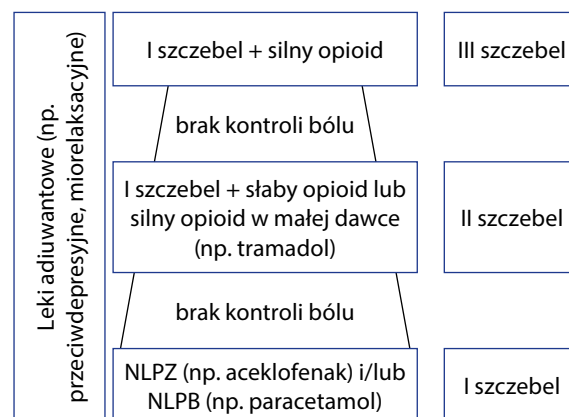 Leki adiuwantowe (np.
przeciwdepresyjne, miorelaksacyjne)
I szczebel + silny opioid
III szczebel
brak kontroli bólu
I szczebel + słaby opioid lub
silny opioid w małej dawce
(np. tramadol)
II szczebel
brak kontroli bólu
NLPZ (np. aceklofenak) i/lub
NLPB (np. paracetamol)
I szczebel